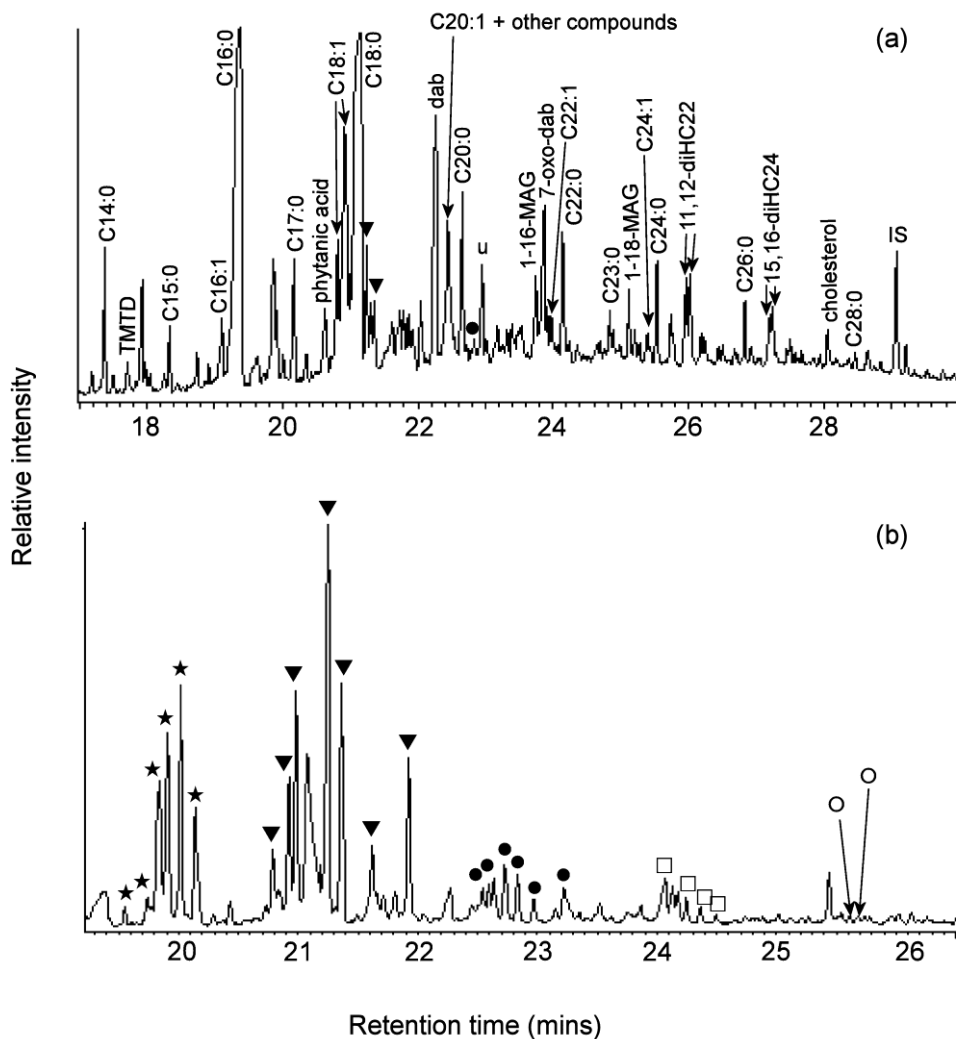 C20:1 + other compounds
(a)
C16:0
C18:1
C18:0
dab
C20:0
C14:0
TMTD
C15:0
C16:1
C17:0
phytanic acid
u
1-16-MAG
7-oxo-dab
C22:1
C22:0
C23:0
1-18-MAG
C24:1
C24:0
11,12-diHC22
C26:0
15,16-diHC24
cholesterol
C28:0
IS
18 20 22 24 26 28
Relative intensity
(b)
20 21 22 23 24 25 26
Retention time (mins)